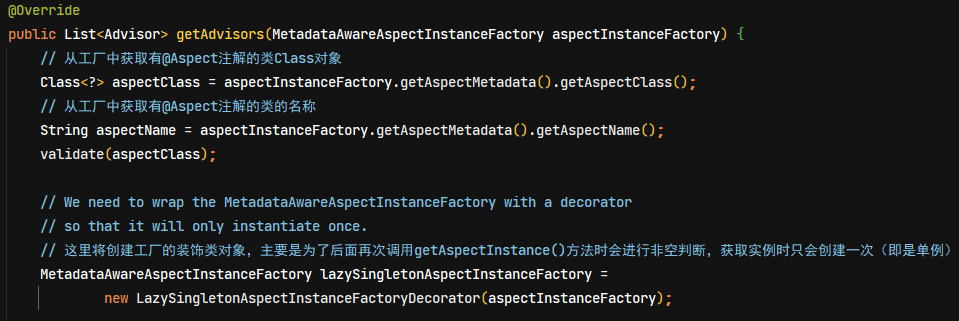 @Override
public List<Advisor> getAdvisors(MetadataAwareAspectInstanceFactory aspectInstanceFactory) {
// 从工厂中获取有@Aspect注解的类Class对象
Class<?> aspectClass = aspectInstanceFactory.getAspectMetadata().getAspectClass();
// 从工厂中获取有@Aspect注解的类的名称
String aspectName = aspectInstanceFactory.getAspectMetadata().getAspectName();
validate(aspectClass);
// We need to wrap the MetadataAwareAspectInstanceFactory with a decorator
// so that it will only instantiate once.
// 这里将创建工厂的装饰类对象，主要是为了后面再次调用getAspectInstance()方法时会进行非空判断，获取实例时只会创建一次（即是单例）
MetadataAwareAspectInstanceFactory lazySingletonAspectInstanceFactory =
new LazySingletonAspectInstanceFactoryDecorator(aspectInstanceFactory);